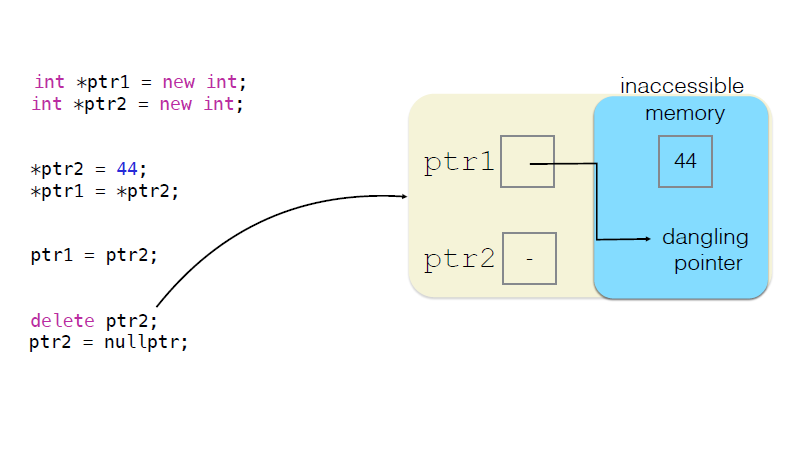 int *ptr1 = new int;
int *ptr2 = new int;
*ptr2 = 44;
*ptr1 = *ptr2;
ptr1 = ptr2;
delete ptr2;
ptr2 = nullptr;
inaccessible
memory
ptr1
44
dangling
pointer
ptr2
-